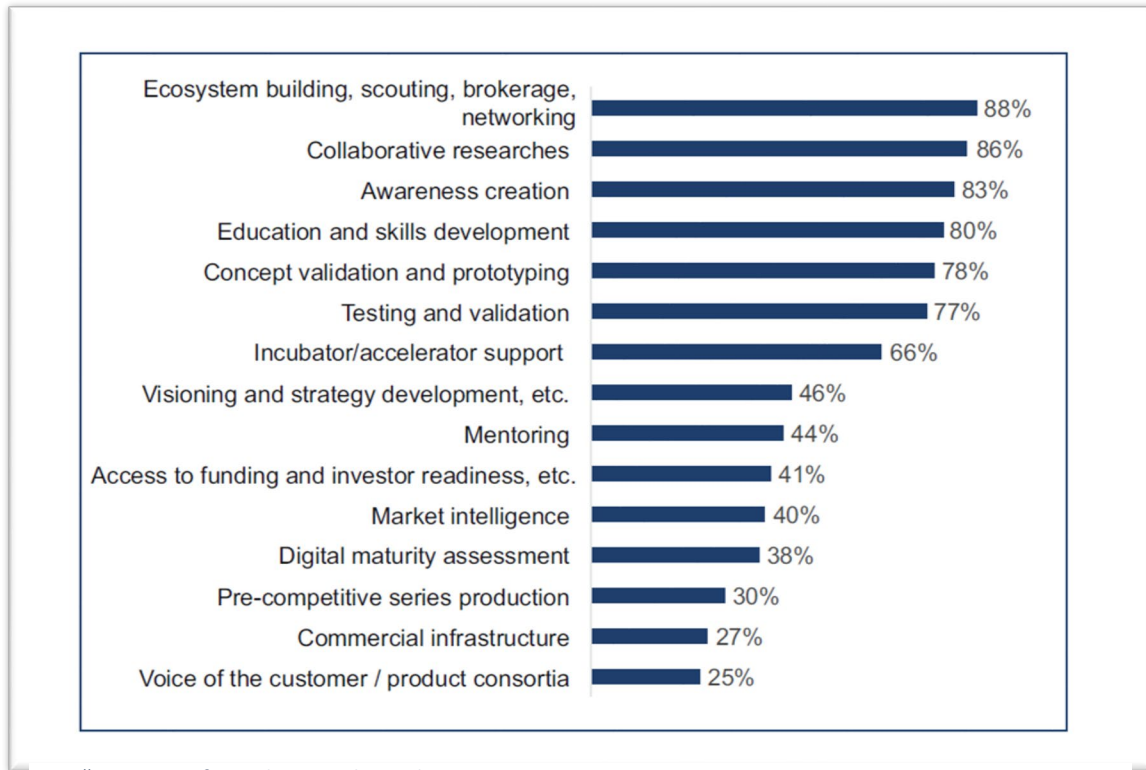 Ecosystem building, scouting, brokerage,
networking
88%
Collaborative researches
86%
Awareness creation
83%
Education and skills development
80%
Concept validation and prototyping
78%
Testing and validation
77%
Incubator/accelerator support
66%
Visioning and strategy development, etc.
46%
Mentoring
44%
Access to funding and investor readiness, etc.
41%
Market intelligence
40%
Digital maturity assessment
38%
Pre-competitive series production
30%
Commercial infrastructure
27%
Voice of the customer / product consortia
25%